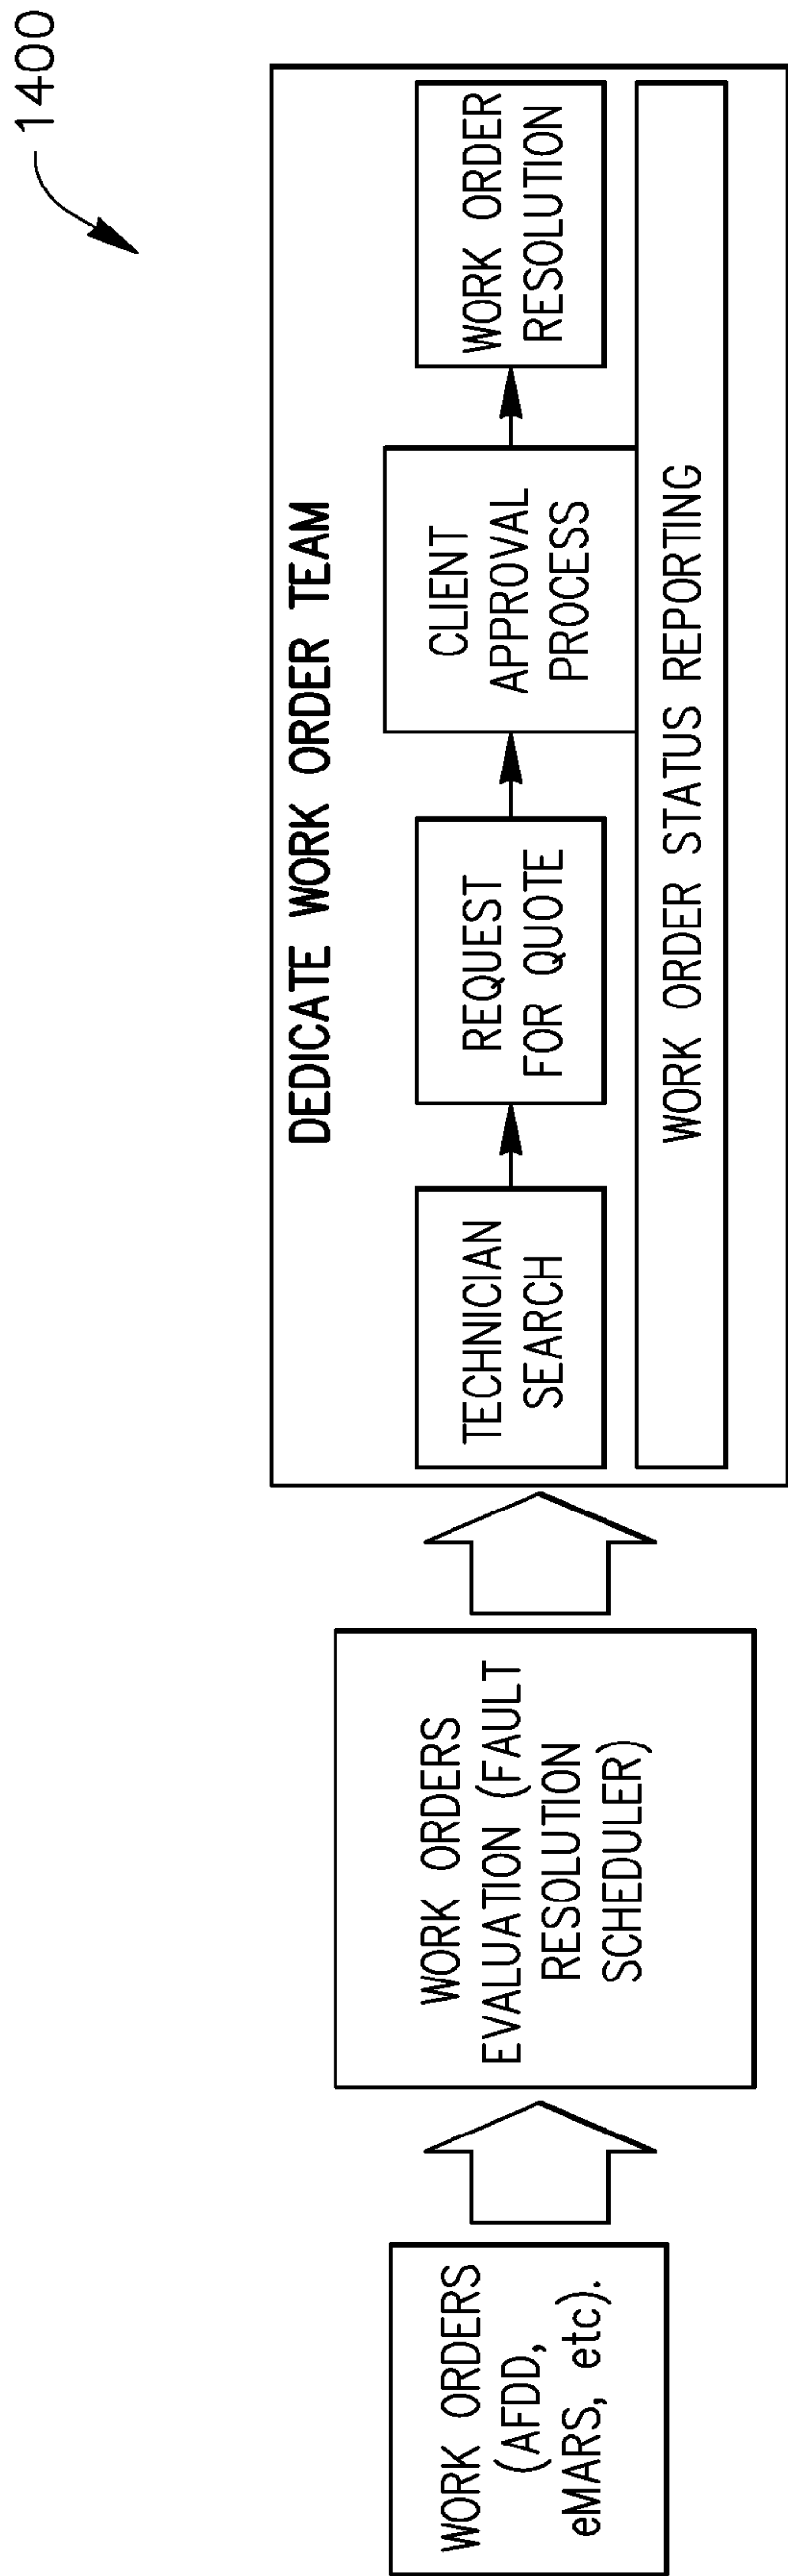 1400
WORK ORDERS
(AFDD,
eMARS, etc).
WORK ORDERS
EVALUATION (FAULT
RESOLUTION
SCHEDULER)
DEDICATE WORK ORDER TEAM
TECHNICIAN
SEARCH
REQUEST
FOR QUOTE
CLIENT
APPROVAL
PROCESS
WORK ORDER
RESOLUTION
WORK ORDER STATUS REPORTING